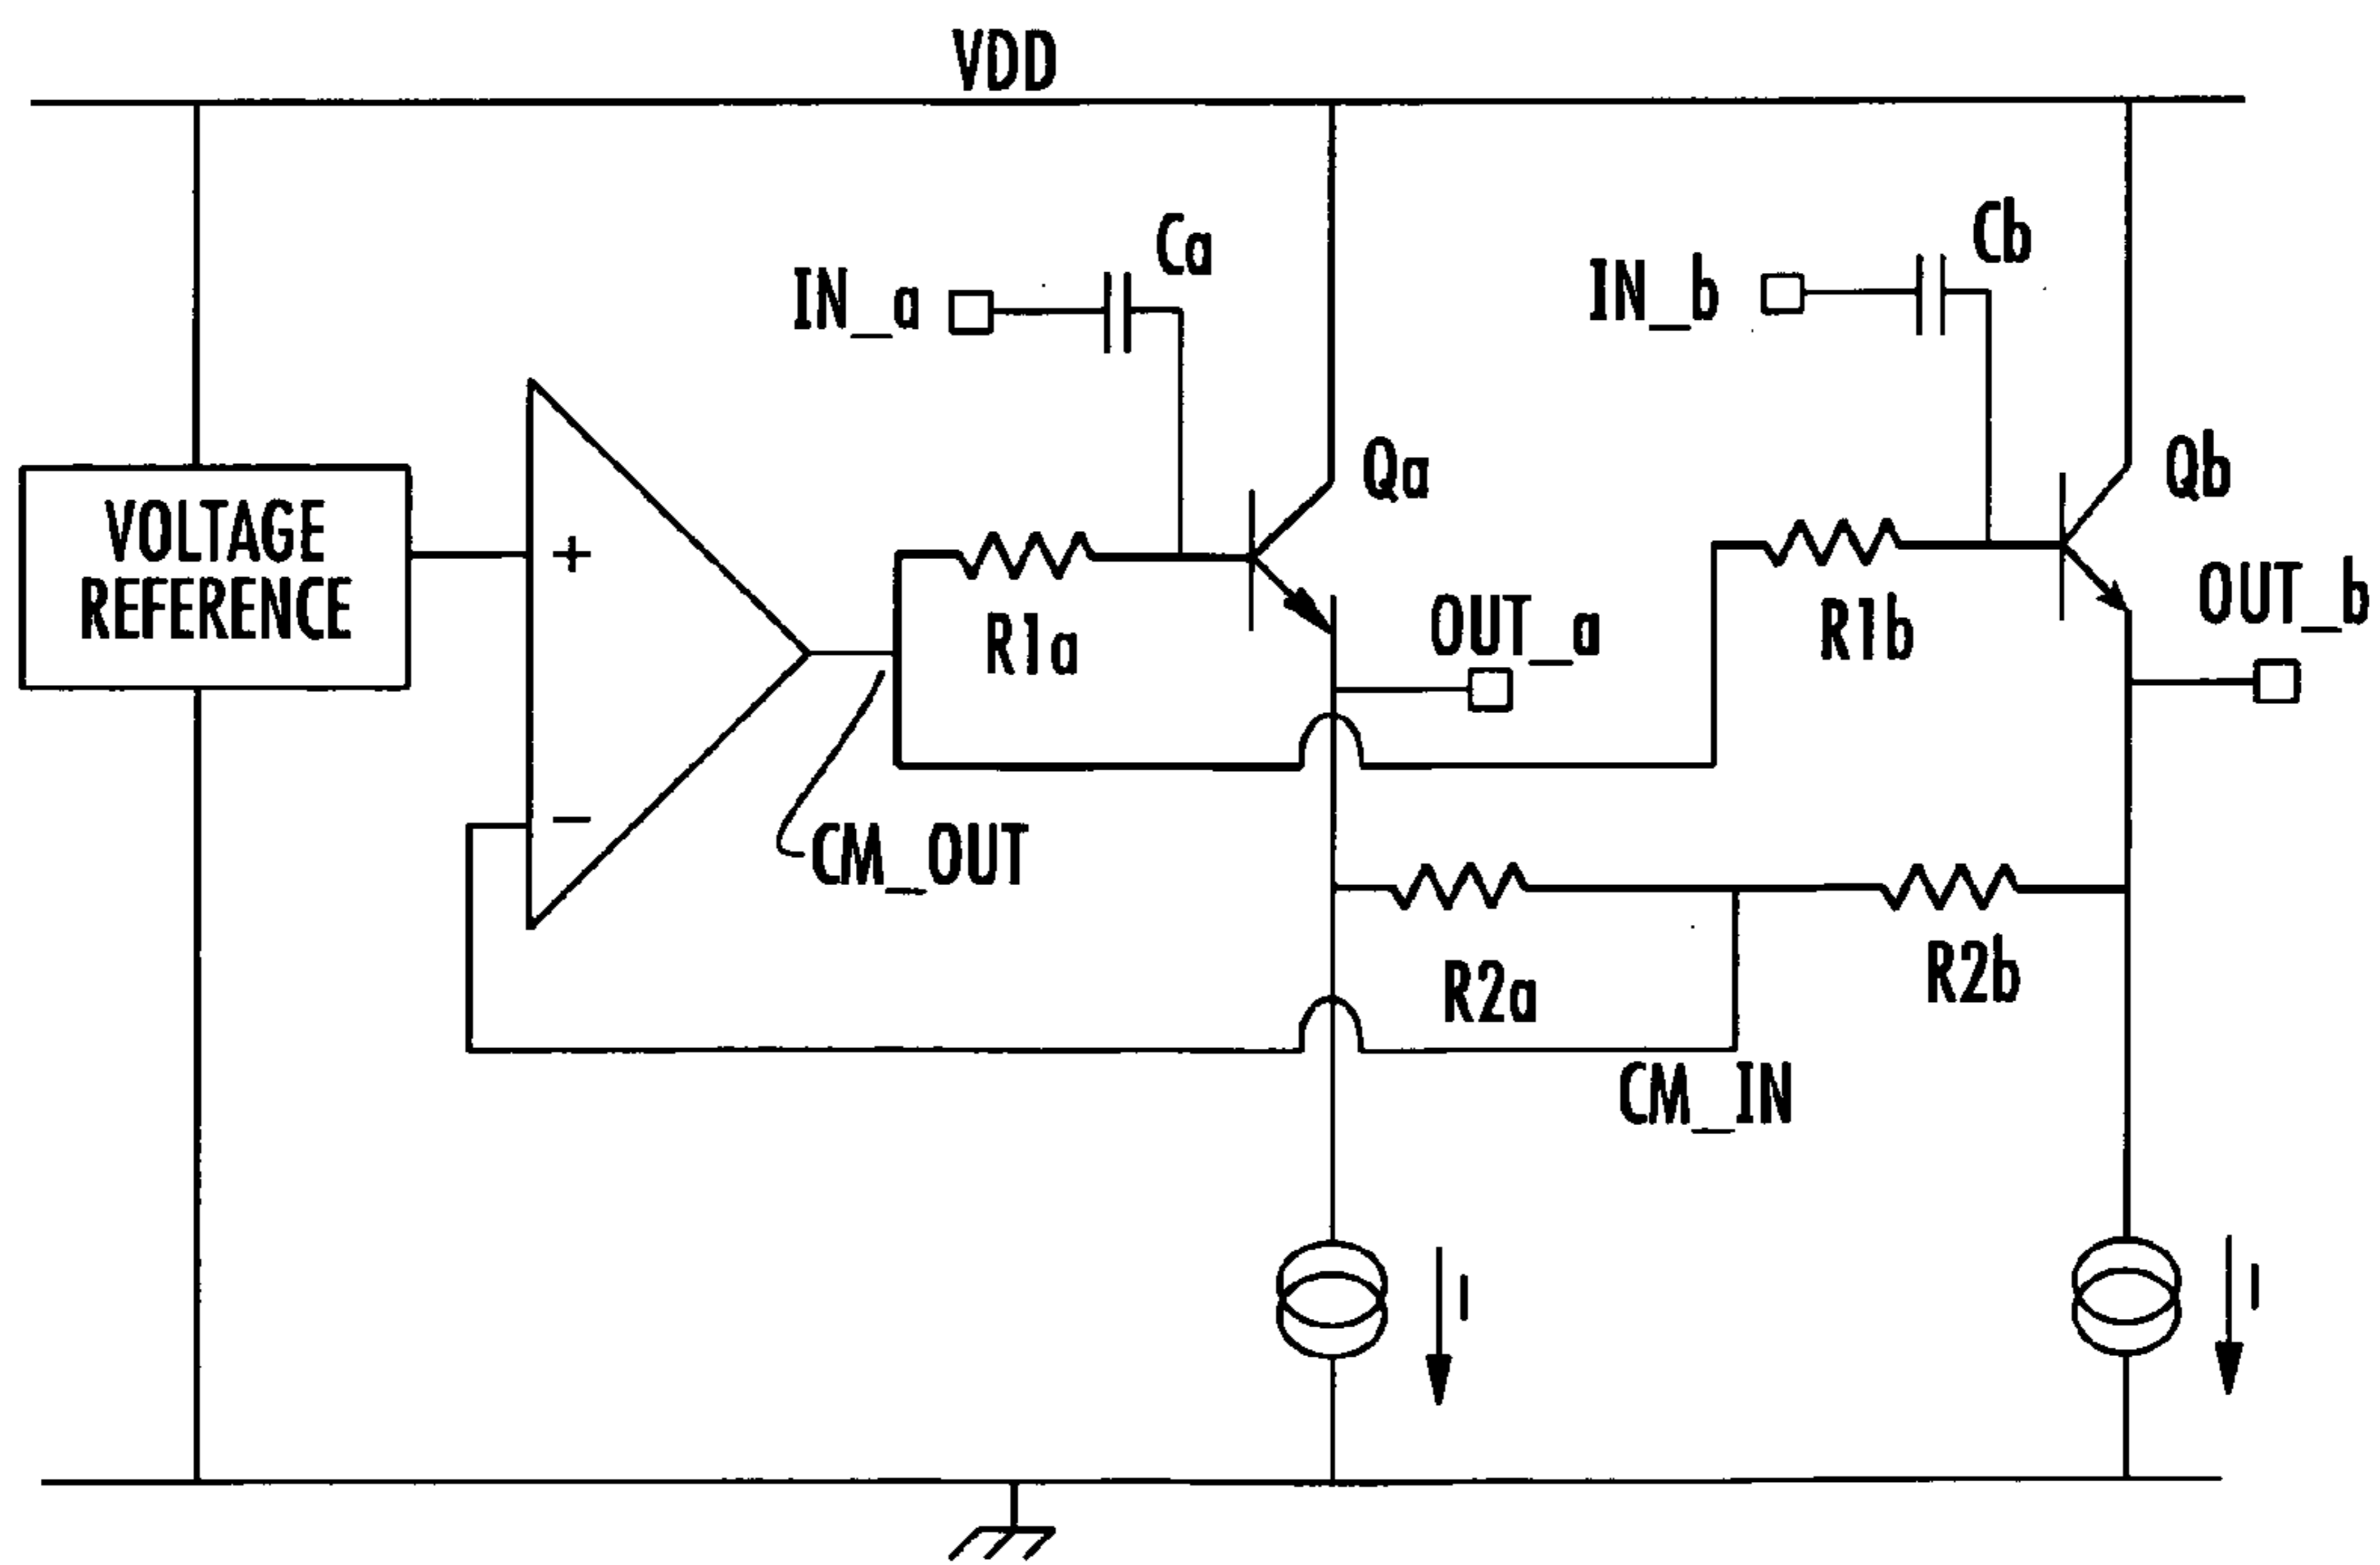 VDD
Ca
Cb
IN_a
IN_b
Qa
Qb
VOLTAGE
REFERENCE
+
R1a
OUT_a
R1b
OUT_b
−
CM_OUT
R2a
R2b
CM_IN
I
I